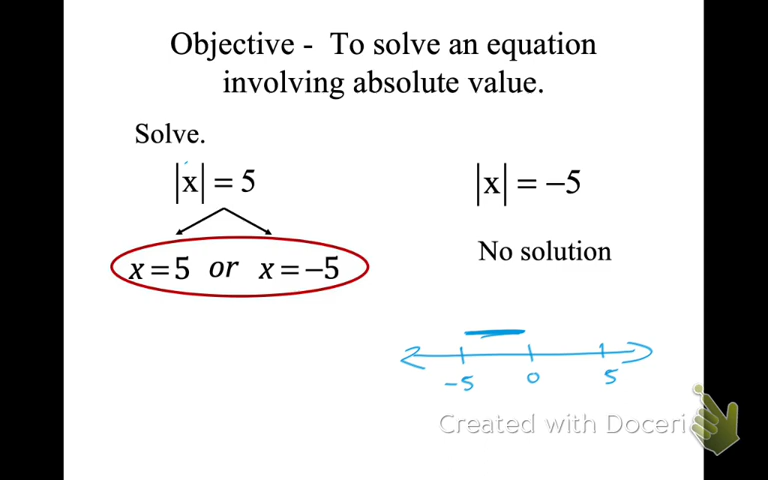 Objective - To solve an equation
involving absolute value.
Solve.
|x| = 5
x = 5 or x = −5
|x| = −5
No solution
−5 0 5
Created with Doceri